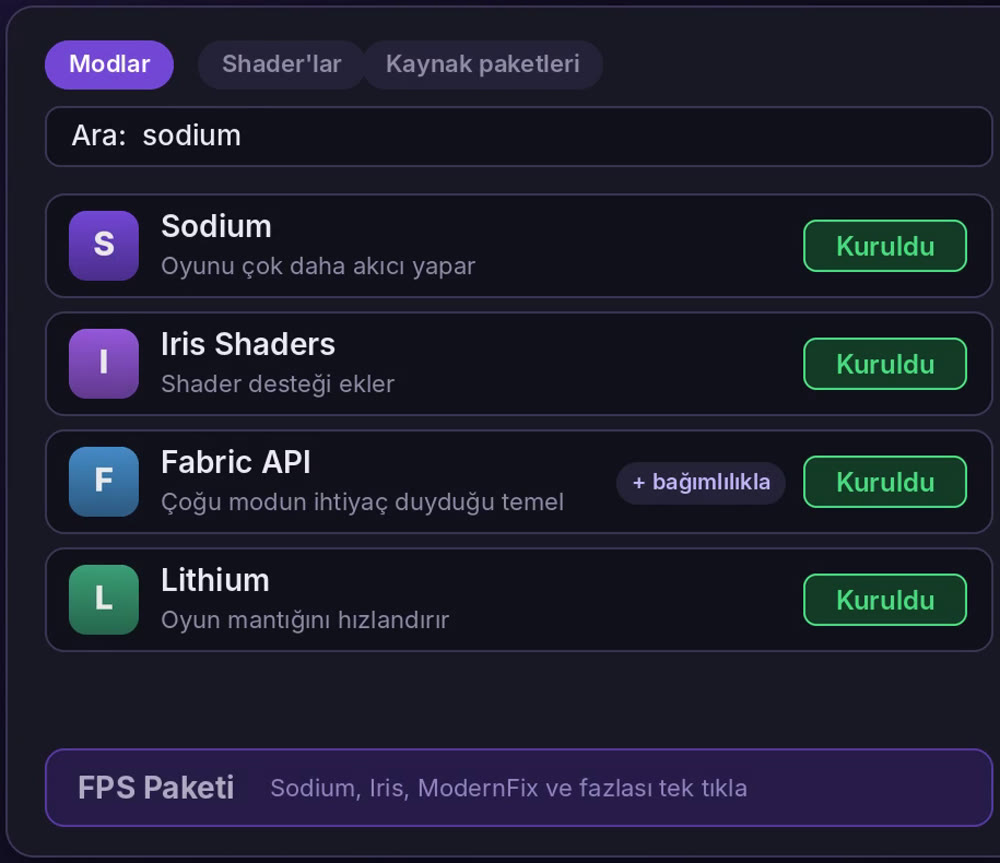 Modlar Shader'lar Kaynak paketleri
Ara: sodium
S
Sodium
Oyunu çok daha akıcı yapar
Kuruldu
I
Iris Shaders
Shader desteği ekler
Kuruldu
F
Fabric API
Çoğu modun ihtiyaç duyduğu temel
+ bağımlılıkla
Kuruldu
L
Lithium
Oyun mantığını hızlandırır
Kuruldu
FPS Paketi Sodium, Iris, ModernFix ve fazlası tek tıkla